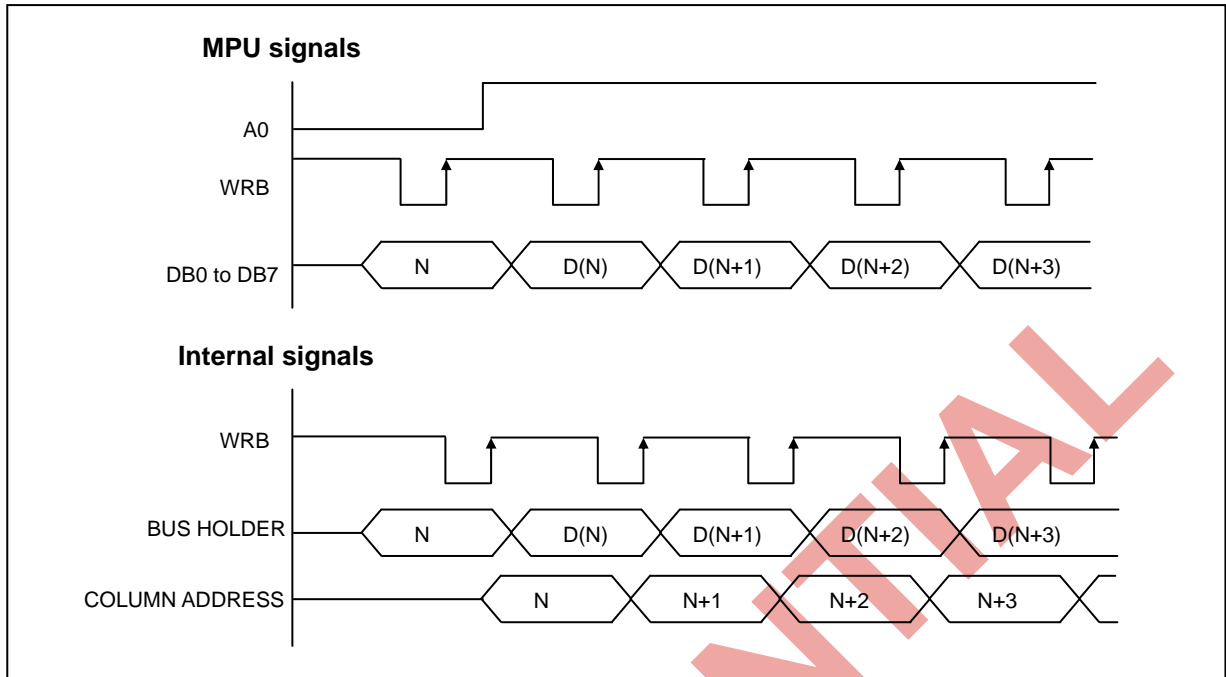 MPU signals
A0
WRB
DB0 to DB7
N D(N) D(N+1) D(N+2) D(N+3)
Internal signals
WRB
BUS HOLDER
N D(N) D(N+1) D(N+2) D(N+3)
COLUMN ADDRESS
N N+1 N+2 N+3
NTIAL